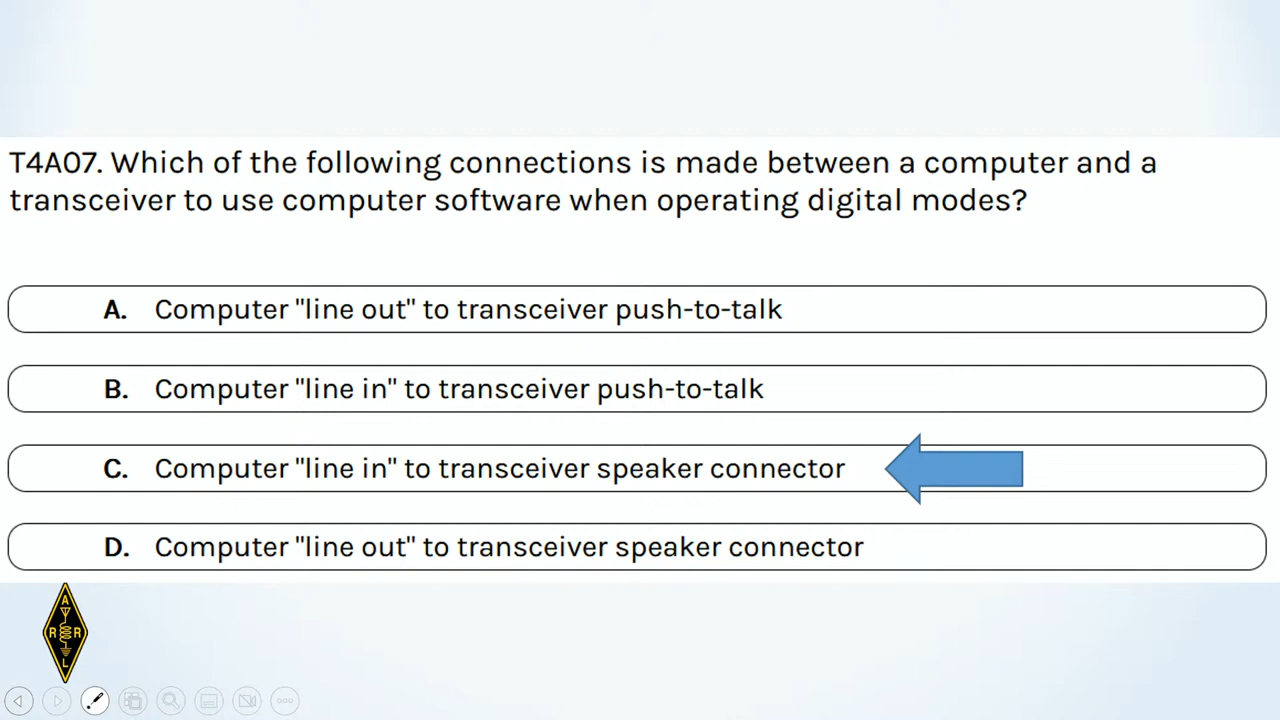 T4A07. Which of the following connections is made between a computer and a
transceiver to use computer software when operating digital modes?
A. Computer "line out" to transceiver push-to-talk
B. Computer "line in" to transceiver push-to-talk
C. Computer "line in" to transceiver speaker connector
D. Computer "line out" to transceiver speaker connector
A
R R
L